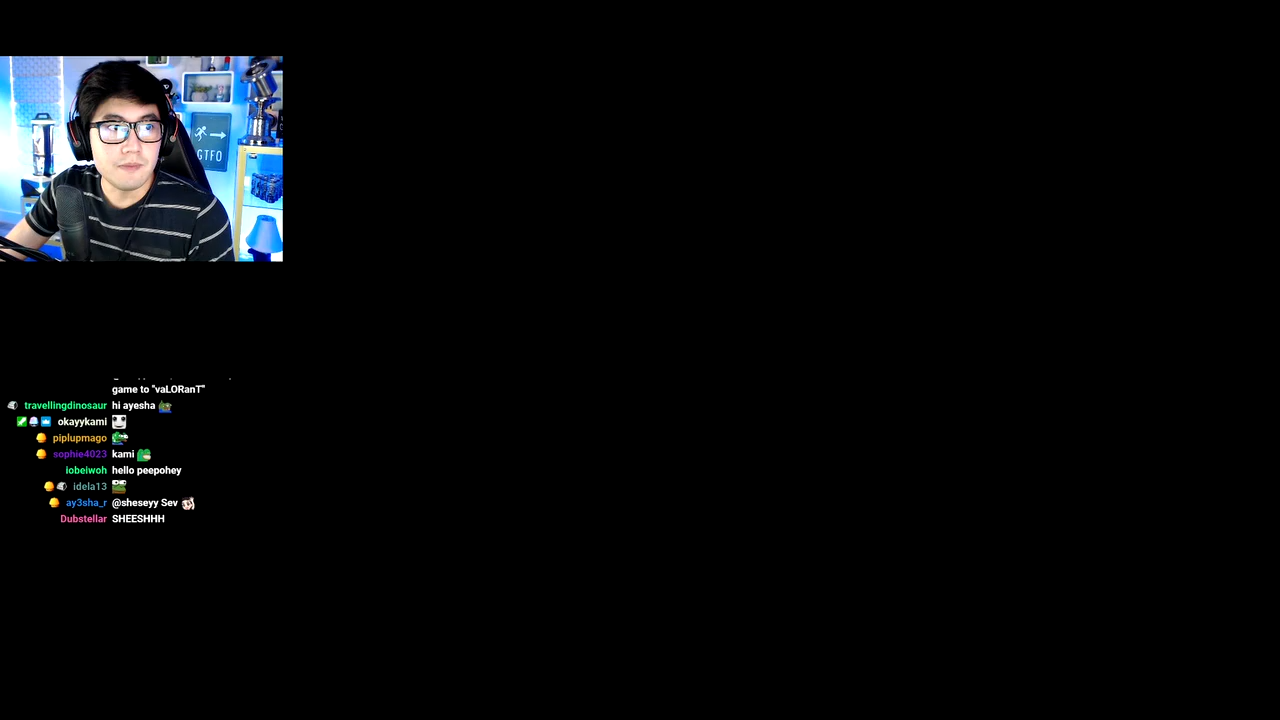 GTFO
game to "vaLORanT"
travellingdinosaur hi ayesha
okayykami
piplupmago
sophie4023 kami
iobeiwoh hello peepohey
idela13
ay3sha_r @sheseyy Sev
Dubstellar SHEESHHH